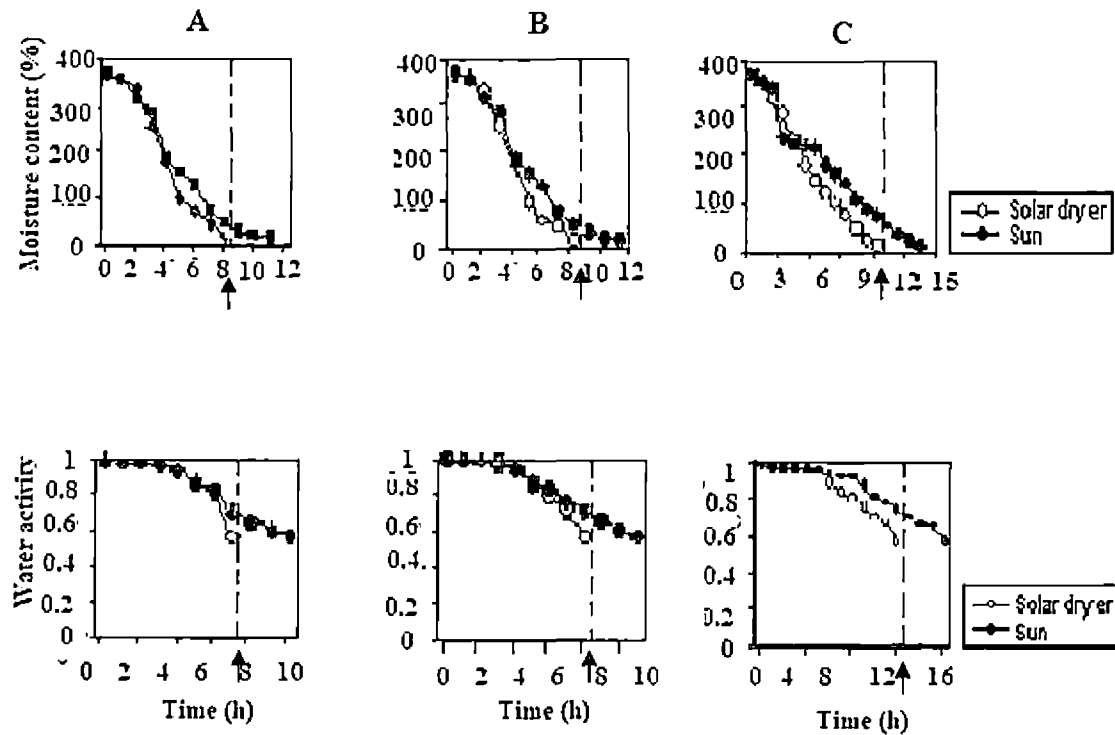 A B C
Moisture content (%)
400 400 400
300 300 300
200 200 200
100 100 100
0 0 0
0 2 4 6 8 10 12
0 2 4 6 8 10 12
0 3 6 9 12 15
Solar dryer
Sun
Water activity
1 1 1
0.8 0.8 0.8
0.6 0.6 0.6
0.4 0.4 0.4
0.2 0.2 0.2
0 0 0
0 2 4 6 8 10
0 2 4 6 8 10
0 4 8 12 16
Solar dryer
Sun
Time (h) Time (h) Time (h)